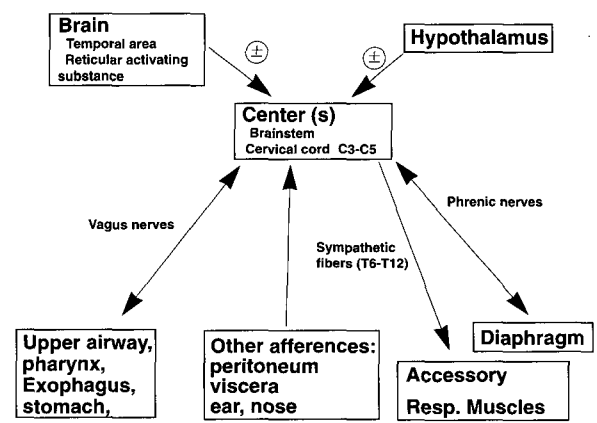 Brain
Temporal area
Reticular activating
substance
±
±
Hypothalamus
Center (s)
Brainstem
Cervical cord C3-C5
Vagus nerves
Phrenic nerves
Sympathetic
fibers (T6-T12)
Upper airway,
pharynx,
Exophagus,
stomach,
Other afferences:
peritoneum
viscera
ear, nose
Diaphragm
Accessory
Resp. Muscles